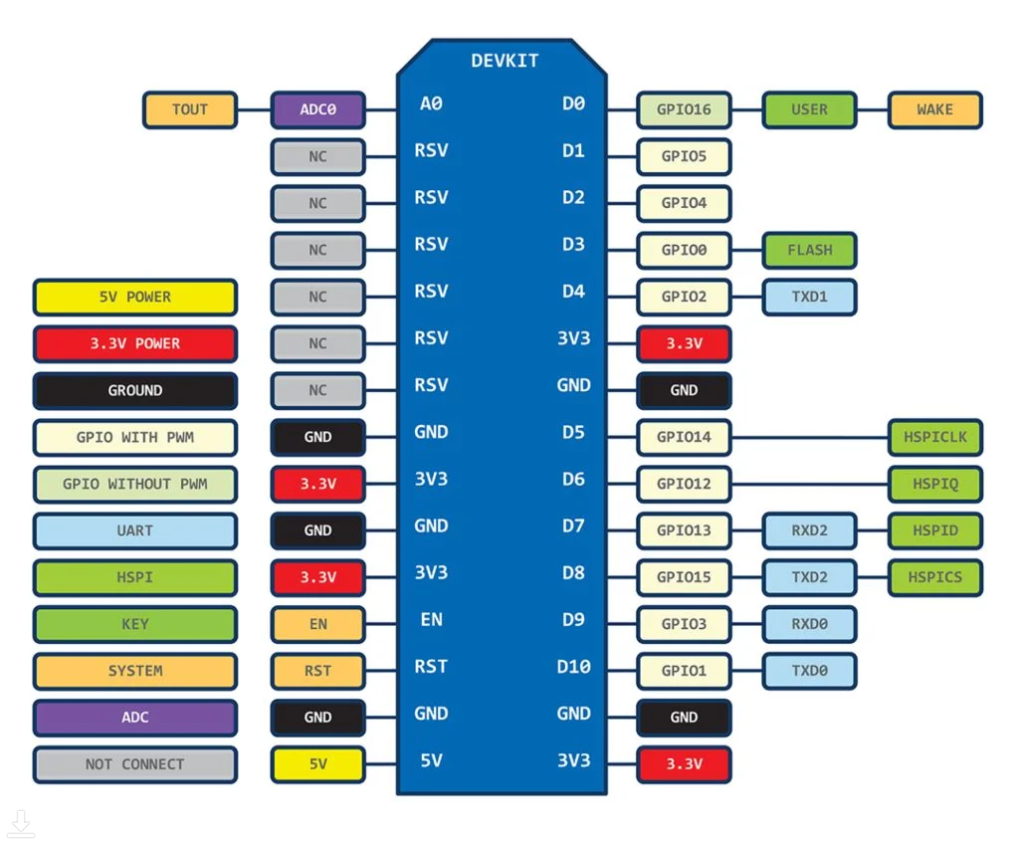 DEVKIT
TOUT ADC0 A0 D0 GPIO16 USER WAKE
NC RSV D1 GPIO5
NC RSV D2 GPIO4
NC RSV D3 GPIO0 FLASH
5V POWER NC RSV D4 GPIO2 TXD1
3.3V POWER NC RSV 3V3 3.3V
GROUND NC RSV GND GND
GPIO WITH PWM GND GND D5 GPIO14 HSPICLK
GPIO WITHOUT PWM 3.3V 3V3 D6 GPIO12 HSPIQ
UART GND GND D7 GPIO13 RXD2 HSPID
HSPI 3.3V 3V3 D8 GPIO15 TXD2 HSPICS
KEY EN EN D9 GPIO3 RXD0
SYSTEM RST RST D10 GPIO1 TXD0
ADC GND GND GND GND
NOT CONNECT 5V 5V 3V3 3.3V